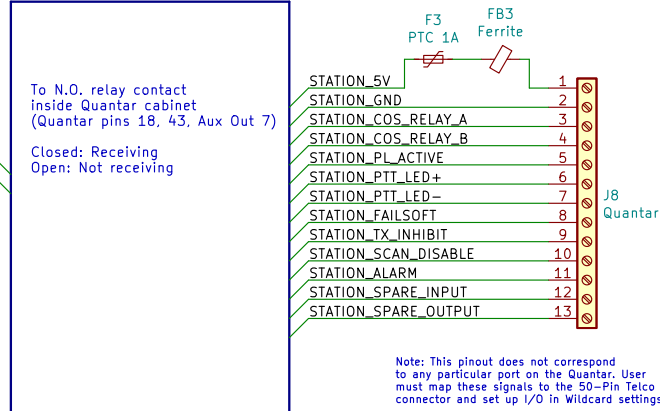 F3
PTC 1A
FB3
Ferrite
To N.O. relay contact
inside Quantar cabinet
(Quantar pins 18, 43, Aux Out 7)
Closed: Receiving
Open: Not receiving
STATION_5V 1
STATION_GND 2
STATION_COS_RELAY_A 3
STATION_COS_RELAY_B 4
STATION_PL_ACTIVE 5
STATION_PTT_LED+ 6
STATION_PTT_LED- 7
STATION_FAILSOFT 8
STATION_TX_INHIBIT 9
STATION_SCAN_DISABLE 10
STATION_ALARM 11
STATION_SPARE_INPUT 12
STATION_SPARE_OUTPUT 13
J8
Quantar
Note: This pinout does not correspond
to any particular port on the Quantar. User
must map these signals to the 50-Pin Telco
connector and set up I/O in Wildcard settings